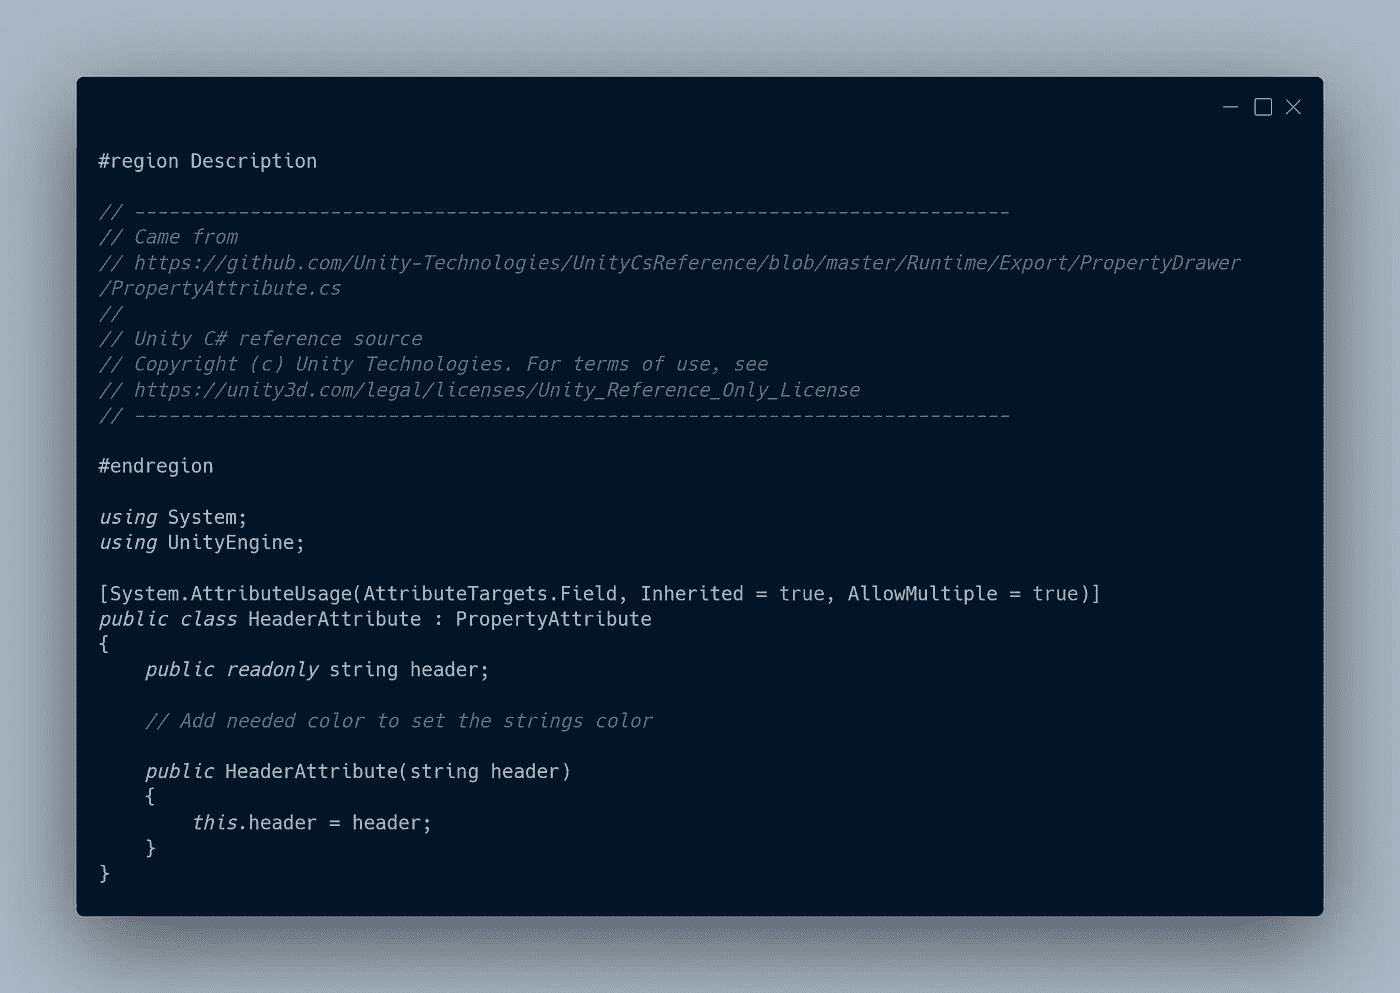 #region Description
// ----------------------------------------------------------------------------
// Came from
// https://github.com/Unity-Technologies/UnityCsReference/blob/master/Runtime/Export/PropertyDrawer
/PropertyAttribute.cs
//
// Unity C# reference source
// Copyright (c) Unity Technologies. For terms of use, see
// https://unity3d.com/legal/licenses/Unity_Reference_Only_License
// ----------------------------------------------------------------------------
#endregion
using System;
using UnityEngine;
[System.AttributeUsage(AttributeTargets.Field, Inherited = true, AllowMultiple = true)]
public class HeaderAttribute : PropertyAttribute
{
    public readonly string header;
    // Add needed color to set the strings color
    public HeaderAttribute(string header)
    {
        this.header = header;
    }
}